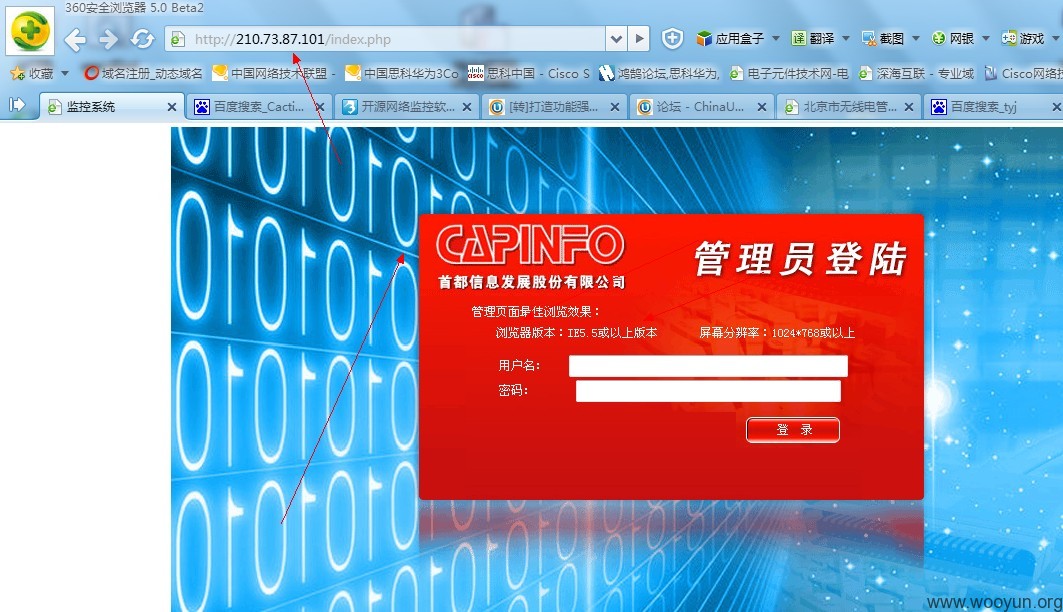 360安全浏览器 5.0 Beta2
http://210.73.87.101/index.php
应用盒子 翻译 截图 网银 游戏
收藏 域名注册_动态域名 中国网络技术联盟 - 中国思科华为3Co 思科中国 - Cisco S 鸿鹄论坛,思科华为, 电子元件技术网-电 深海互联 - 专业域 Cisco网络技
监控系统 百度搜索_Cacti... 开源网络监控软... [转]打造功能强... 论坛 - ChinaU... 北京市无线电管... 百度搜索_tyj
CAPINFO
首都信息发展股份有限公司
管理员登陆
管理页面最佳浏览效果：
浏览器版本：IE5.5或以上版本 屏幕分辨率：1024*768或以上
用户名：
密码：
登 录
www.wooyun.org